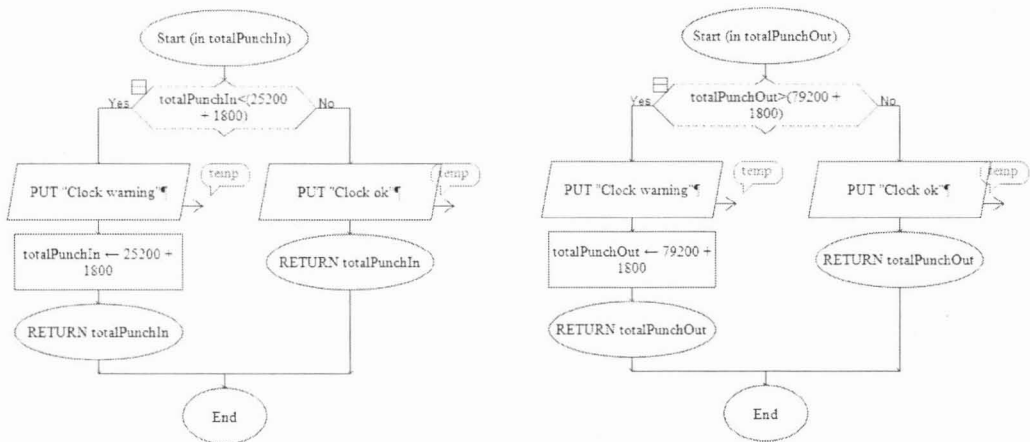 Start (in totalPunchIn)
Yes
totalPunchIn<(25200
+ 1800)
No
PUT "Clock warning"¶
temp
PUT "Clock ok"¶
temp
totalPunchIn ← 25200 +
1800
RETURN totalPunchIn
RETURN totalPunchIn
End
Start (in totalPunchOut)
Yes
totalPunchOut>(79200 +
1800)
No
PUT "Clock warning"¶
temp
PUT "Clock ok"¶
temp
totalPunchOut ← 79200 +
1800
RETURN totalPunchOut
RETURN totalPunchOut
End